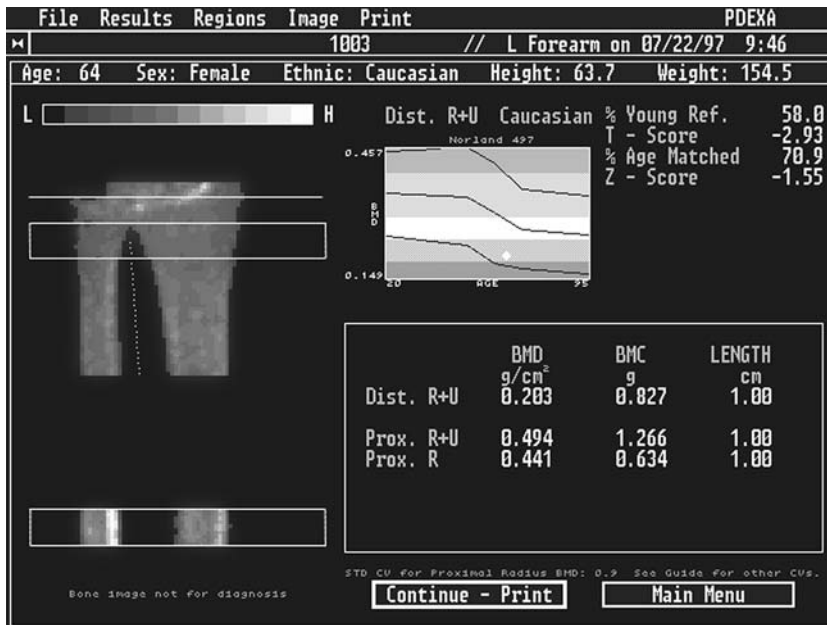 File Results Regions Image Print PDEXA
1003 // L Forearm on 07/22/97 9:46
Age: 64 Sex: Female Ethnic: Caucasian Height: 63.7 Weight: 154.5
L H
Dist. R+U Caucasian
Norland 497
0.457
BMD
0.149
20 AGE 95
% Young Ref. 58.0
T - Score -2.93
% Age Matched 70.9
Z - Score -1.55
BMD BMC LENGTH
g/cm² g cm
Dist. R+U 0.203 0.827 1.00
Prox. R+U 0.494 1.266 1.00
Prox. R 0.441 0.634 1.00
STD CV for Proximal Radius BMD: 0.9 See Guide for other CVs.
Bone image not for diagnosis
Continue - Print Main Menu